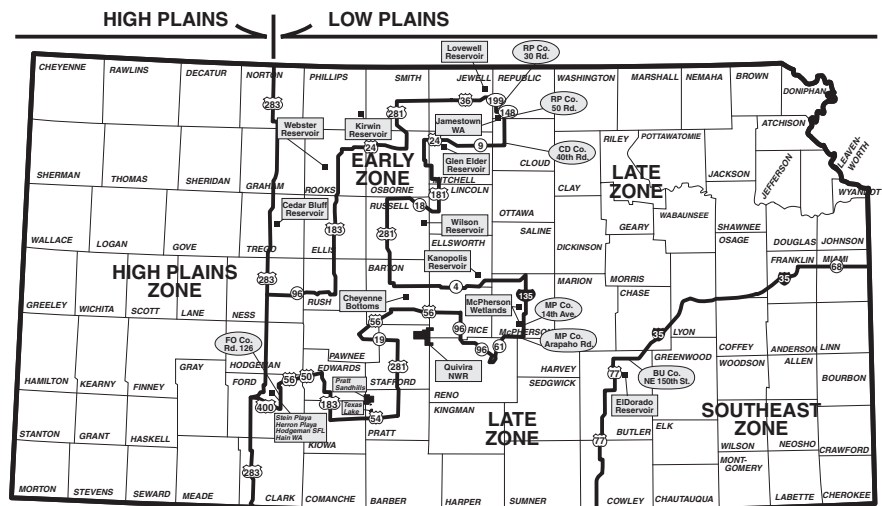 HIGH PLAINS
LOW PLAINS
Lovewell
Reservoir
RP Co.
30 Rd.
CHEYENNE
RAWLINS
DECATUR
NORTON
PHILLIPS
SMITH
JEWELL
REPUBLIC
WASHINGTON
MARSHALL
NEMAHA
BROWN
DONIPHAN
283
36
199
281
148
RP Co.
50 Rd.
Webster
Reservoir
Kirwin
Reservoir
Jamestown
WA
ATCHISON
24
24
9
CD Co.
40th Rd.
RILEY
POTTAWATOMIE
LEAVEN-
WORTH
EARLY
ZONE
Glen Elder
Reservoir
CLOUD
LATE
ZONE
JACKSON
JEFFERSON
SHERMAN
THOMAS
SHERIDAN
GRAHAM
ROOKS
OSBORNE
MITCHELL
LINCOLN
CLAY
WYANDT
181
Cedar Bluff
Reservoir
RUSSELL
18
OTTAWA
WABAUNSEE
183
281
Wilson
Reservoir
SALINE
GEARY
SHAWNEE
OSAGE
WALLACE
LOGAN
GOVE
TREGO
ELLIS
ELLSWORTH
DICKINSON
DOUGLAS
JOHNSON
Kanopolis
Reservoir
FRANKLIN
MIAMI
68
HIGH PLAINS
ZONE
BARTON
MARION
MORRIS
35
283
96
4
135
CHASE
GREELEY
WICHITA
SCOTT
LANE
NESS
RUSH
Cheyenne
Bottoms
McPherson
Wetlands
MP Co.
14th Ave.
56
56
FO Co.
Rd. 126
19
96
RICE
McPHERSON
35
LYON
96
61
MP Co.
Arapaho Rd.
COFFEY
ANDERSON
LINN
PAWNEE
HODGEMAN
EDWARDS
GRAY
281
Quivira
NWR
HARVEY
GREENWOOD
WOODSON
ALLEN
HAMILTON
KEARNY
FINNEY
FORD
56
50
Pratt
Sandhills
STAFFORD
SEDGWICK
77
BU Co.
NE 150th St.
BOURBON
400
183
Texas
Lake
RENO
KINGMAN
ElDorado
Reservoir
Stein Playa
Herron Playa
Hodgeman SFL
Hain WA
54
PRATT
LATE
ZONE
SOUTHEAST
ZONE
STANTON
GRANT
HASKELL
KIOWA
77
BUTLER
ELK
WILSON
NEOSHO
CRAWFORD
283
MONT-
GOMERY
MORTON
STEVENS
SEWARD
MEADE
CLARK
COMANCHE
BARBER
HARPER
SUMNER
COWLEY
CHAUTAUQUA
LABETTE
CHEROKEE